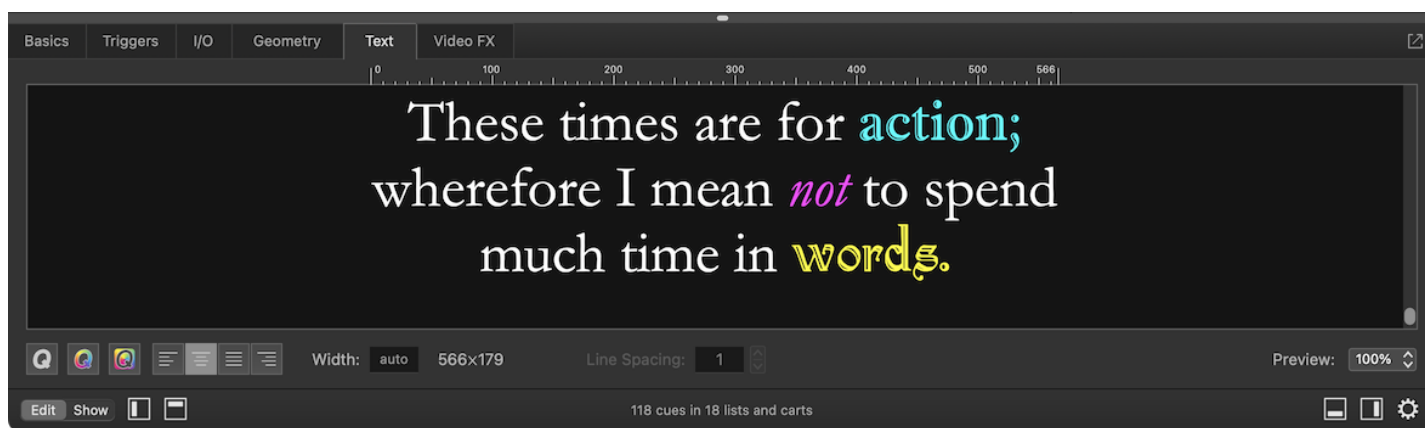 Basics Triggers I/O Geometry Text Video FX
0 100 200 300 400 500 566
These times are for action;
wherefore I mean not to spend
much time in words.
Q Q Q Width: auto 566×179 Line Spacing: 1 Preview: 100%
Edit Show 118 cues in 18 lists and carts